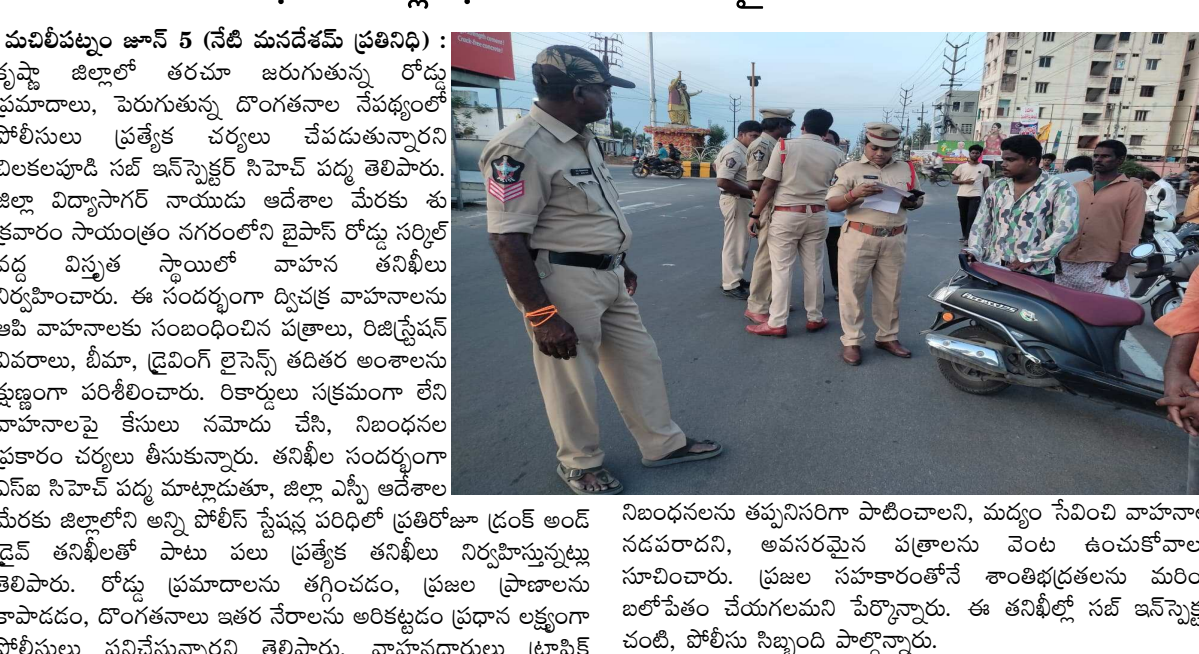 మచిలీపట్నం జూన్ 5 (నేటి మనదేశమ్ ప్రతినిధి) :
కృష్ణా జిల్లాలో తరచూ జరుగుతున్న రోడ్డు
ప్రమాదాలు, పెరుగుతున్న దొంగతనాల నేపథ్యంలో
పోలీసులు ప్రత్యేక చర్యలు చేపడుతున్నారని
చిలకలపూడి సబ్ ఇన్‌స్పెక్టర్ సిహెచ్ పద్మ తెలిపారు.
జిల్లా విద్యాసాగర్ నాయుడు ఆదేశాల మేరకు శు
క్రవారం సాయంత్రం నగరంలోని బైపాస్ రోడ్డు సర్కిల్
వద్ద విస్తృత స్థాయిలో వాహన తనిఖీలు
నిర్వహించారు. ఈ సందర్భంగా ద్విచక్ర వాహనాలను
ఆపి వాహనాలకు సంబంధించిన పత్రాలు, రిజిస్ట్రేషన్
వివరాలు, బీమా, డ్రైవింగ్ లైసెన్స్ తదితర అంశాలను
క్షుణ్ణంగా పరిశీలించారు. రికార్డులు సక్రమంగా లేని
వాహనాలపై కేసులు నమోదు చేసి, నిబంధనల
ప్రకారం చర్యలు తీసుకున్నారు. తనిఖీల సందర్భంగా
ఎస్ఐ సిహెచ్ పద్మ మాట్లాడుతూ, జిల్లా ఎస్పీ ఆదేశాల
మేరకు జిల్లాలోని అన్ని పోలీస్ స్టేషన్ల పరిధిలో ప్రతిరోజూ డ్రంక్ అండ్
డ్రైవ్ తనిఖీలతో పాటు పలు ప్రత్యేక తనిఖీలు నిర్వహిస్తున్నట్లు
తెలిపారు. రోడ్డు ప్రమాదాలను తగ్గించడం, ప్రజల ప్రాణాలను
కాపాడడం, దొంగతనాలు ఇతర నేరాలను అరికట్టడం ప్రధాన లక్ష్యంగా
పోలీసులు పనిచేస్తున్నారని తెలిపారు. వాహనదారులు ట్రాఫిక్
నిబంధనలను తప్పనిసరిగా పాటించాలని, మద్యం సేవించి
నడపరాదని, అవసరమైన పత్రాలను వెంట
సూచించారు. ప్రజల సహకారంతోనే శాంతిభద్రతలను
బలోపేతం చేయగలమని పేర్కొన్నారు. ఈ తనిఖీల్లో సబ్
చంటి, పోలీసు సిబ్బంది పాల్గొన్నారు.
Access125